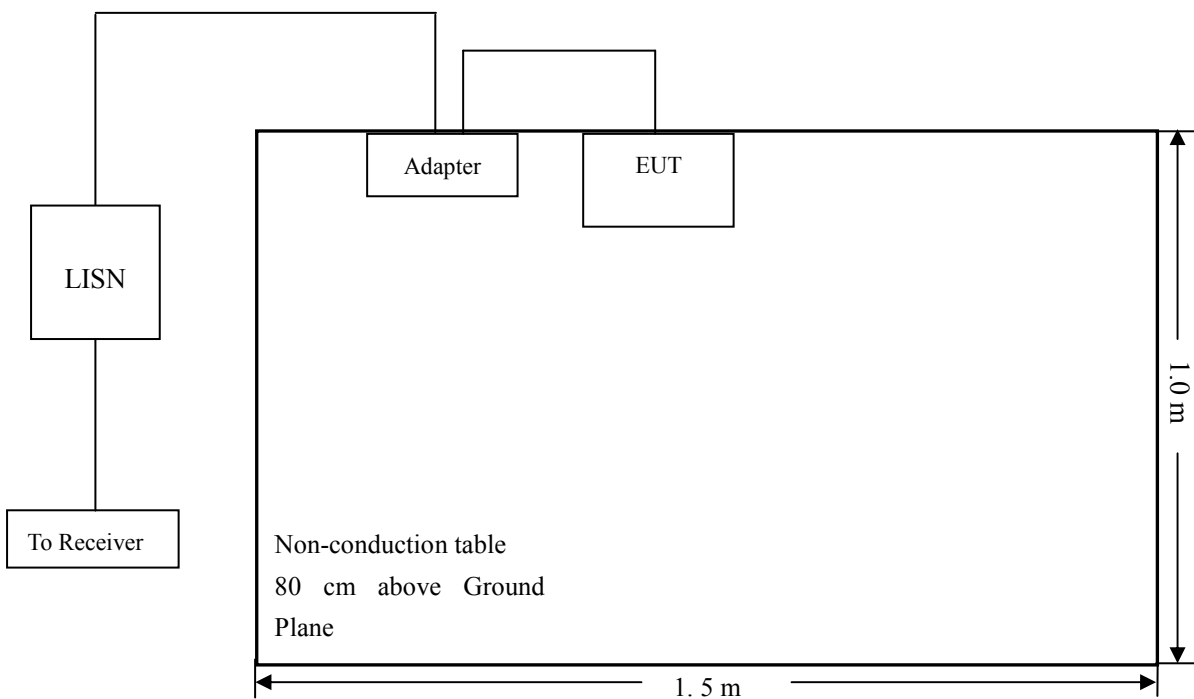 Adapter
EUT
LISN
To Receiver
Non-conduction table
80 cm above Ground
Plane
1.0 m
1. 5 m